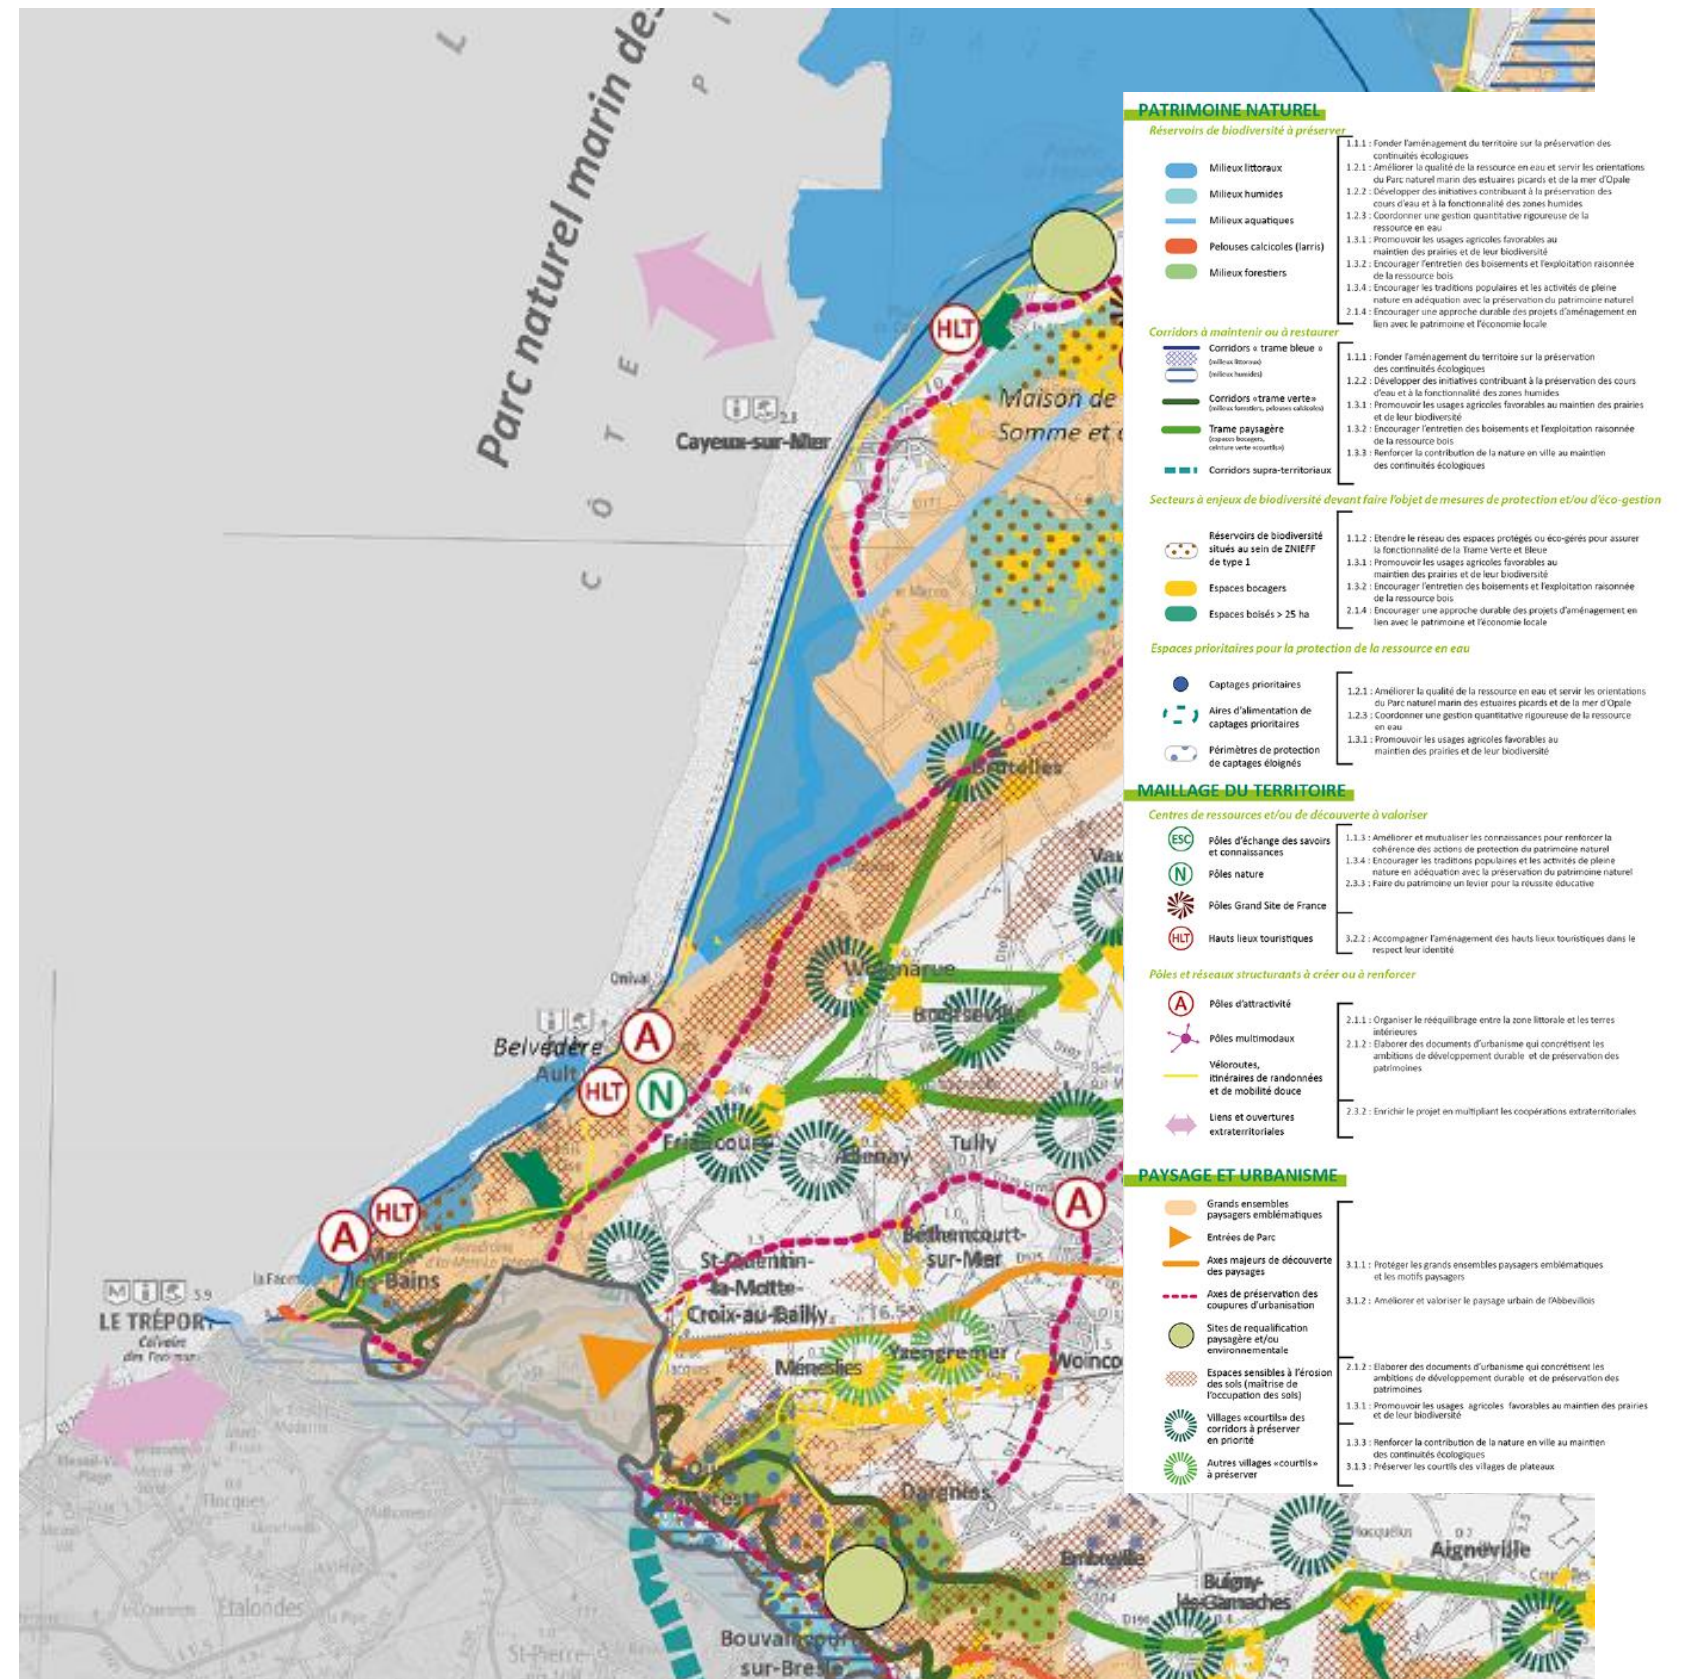 Parc naturel marin des
CÔTE
PI
2.8
Cayeux-sur-Mer
HLT
10
Maison de
Somme et
Brutelles
Onival
Belvédère
Ault
A
HLT
N
Woignarue
Bourseville
Friaucourt
Allenay
Tully
HLT
A
Mers-
les-Bains
5.9
LE TRÉPORT
Calvaire
des Terreux
St-Quentin-
la-Motte-
Croix-au-Bailly
Béthencourt-
sur-Mer
A
Méneslies
Yzengremer
Woinco
Oust-
Marest
Dargnies
Embreville
Buigny-
lès-Gamaches
Hocquélus
Aigneville
Bouvaincourt-
sur-Bresle
Flocques
Etalondes
St-Pierre-
PATRIMOINE NATUREL
Réservoirs de biodiversité à préserver
Milieux littoraux
Milieux humides
Milieux aquatiques
Pelouses calcicoles (larris)
Milieux forestiers
1.1.1 : Fonder l'aménagement du territoire sur la préservation des
continuités écologiques
1.2.1 : Améliorer la qualité de la ressource en eau et servir les orientations
du Parc naturel marin des estuaires picards et de la mer d'Opale
1.2.2 : Développer des initiatives contribuant à la préservation des
cours d'eau et à la fonctionnalité des zones humides
1.2.3 : Coordonner une gestion quantitative rigoureuse de la
ressource en eau
1.3.1 : Promouvoir les usages agricoles favorables au
maintien des prairies et de leur biodiversité
1.3.2 : Encourager l'entretien des boisements et l'exploitation raisonnée
de la ressource bois
1.3.4 : Encourager les traditions populaires et les activités de pleine
nature en adéquation avec la préservation du patrimoine naturel
2.1.4 : Encourager une approche durable des projets d'aménagement en
lien avec le patrimoine et l'économie locale
Corridors à maintenir ou à restaurer
Corridors « trame bleue »
(milieux littoraux)
(milieux humides)
Corridors «trame verte»
(milieux forestiers, pelouses calcicoles)
Trame paysagère
(espaces bocagers,
ceinture verte «courtils»)
Corridors supra-territoriaux
1.1.1 : Fonder l'aménagement du territoire sur la préservation
des continuités écologiques
1.2.2 : Développer des initiatives contribuant à la préservation des cours
d'eau et à la fonctionnalité des zones humides
1.3.1 : Promouvoir les usages agricoles favorables au maintien des prairies
et de leur biodiversité
1.3.2 : Encourager l'entretien des boisements et l'exploitation raisonnée
de la ressource bois
1.3.3 : Renforcer la contribution de la nature en ville au maintien
des continuités écologiques
Secteurs à enjeux de biodiversité devant faire l'objet de mesures de protection et/ou d'éco-gestion
Réservoirs de biodiversité
situés au sein de ZNIEFF
de type 1
Espaces bocagers
Espaces boisés > 25 ha
1.1.2 : Etendre le réseau des espaces protégés ou éco-gérés pour assurer
la fonctionnalité de la Trame Verte et Bleue
1.3.1 : Promouvoir les usages agricoles favorables au
maintien des prairies et de leur biodiversité
1.3.2 : Encourager l'entretien des boisements et l'exploitation raisonnée
de la ressource bois
2.1.4 : Encourager une approche durable des projets d'aménagement en
lien avec le patrimoine et l'économie locale
Espaces prioritaires pour la protection de la ressource en eau
Captages prioritaires
Aires d'alimentation de
captages prioritaires
Périmètres de protection
de captages éloignés
1.2.1 : Améliorer la qualité de la ressource en eau et servir les orientations
du Parc naturel marin des estuaires picards et de la mer d'Opale
1.2.3 : Coordonner une gestion quantitative rigoureuse de la ressource
en eau
1.3.1 : Promouvoir les usages agricoles favorables au
maintien des prairies et de leur biodiversité
MAILLAGE DU TERRITOIRE
Centres de ressources et/ou de découverte à valoriser
ESC Pôles d'échange des savoirs
et connaissances
N Pôles nature
Pôles Grand Site de France
HLT Hauts lieux touristiques
1.1.3 : Améliorer et mutualiser les connaissances pour renforcer la
cohérence des actions de protection du patrimoine naturel
1.3.4 : Encourager les traditions populaires et les activités de pleine
nature en adéquation avec la préservation du patrimoine naturel
2.3.3 : Faire du patrimoine un levier pour la réussite éducative
3.2.2 : Accompagner l'aménagement des hauts lieux touristiques dans le
respect leur identité
Pôles et réseaux structurants à créer ou à renforcer
A Pôles d'attractivité
Pôles multimodaux
Véloroutes,
itinéraires de randonnées
et de mobilité douce
Liens et ouvertures
extraterritoriales
2.1.1 : Organiser le rééquilibrage entre la zone littorale et les terres
intérieures
2.1.2 : Elaborer des documents d'urbanisme qui concrétisent les
ambitions de développement durable et de préservation des
patrimoines
2.3.2 : Enrichir le projet en multipliant les coopérations extraterritoriales
PAYSAGE ET URBANISME
Grands ensembles
paysagers emblématiques
Entrées de Parc
Axes majeurs de découverte
des paysages
Axes de préservation des
coupures d'urbanisation
Sites de requalification
paysagère et/ou
environnementale
Espaces sensibles à l'érosion
des sols (maîtrise de
l'occupation des sols)
Villages «courtils» des
corridors à préserver
en priorité
Autres villages «courtils»
à préserver
3.1.1 : Protéger les grands ensembles paysagers emblématiques
et les motifs paysagers
3.1.2 : Améliorer et valoriser le paysage urbain de l'Abbevillois
2.1.2 : Elaborer des documents d'urbanisme qui concrétisent les
ambitions de développement durable et de préservation des
patrimoines
1.3.1 : Promouvoir les usages agricoles favorables au maintien des prairies
et de leur biodiversité
1.3.3 : Renforcer la contribution de la nature en ville au maintien
des continuités écologiques
3.1.3 : Préserver les courtils des villages de plateaux